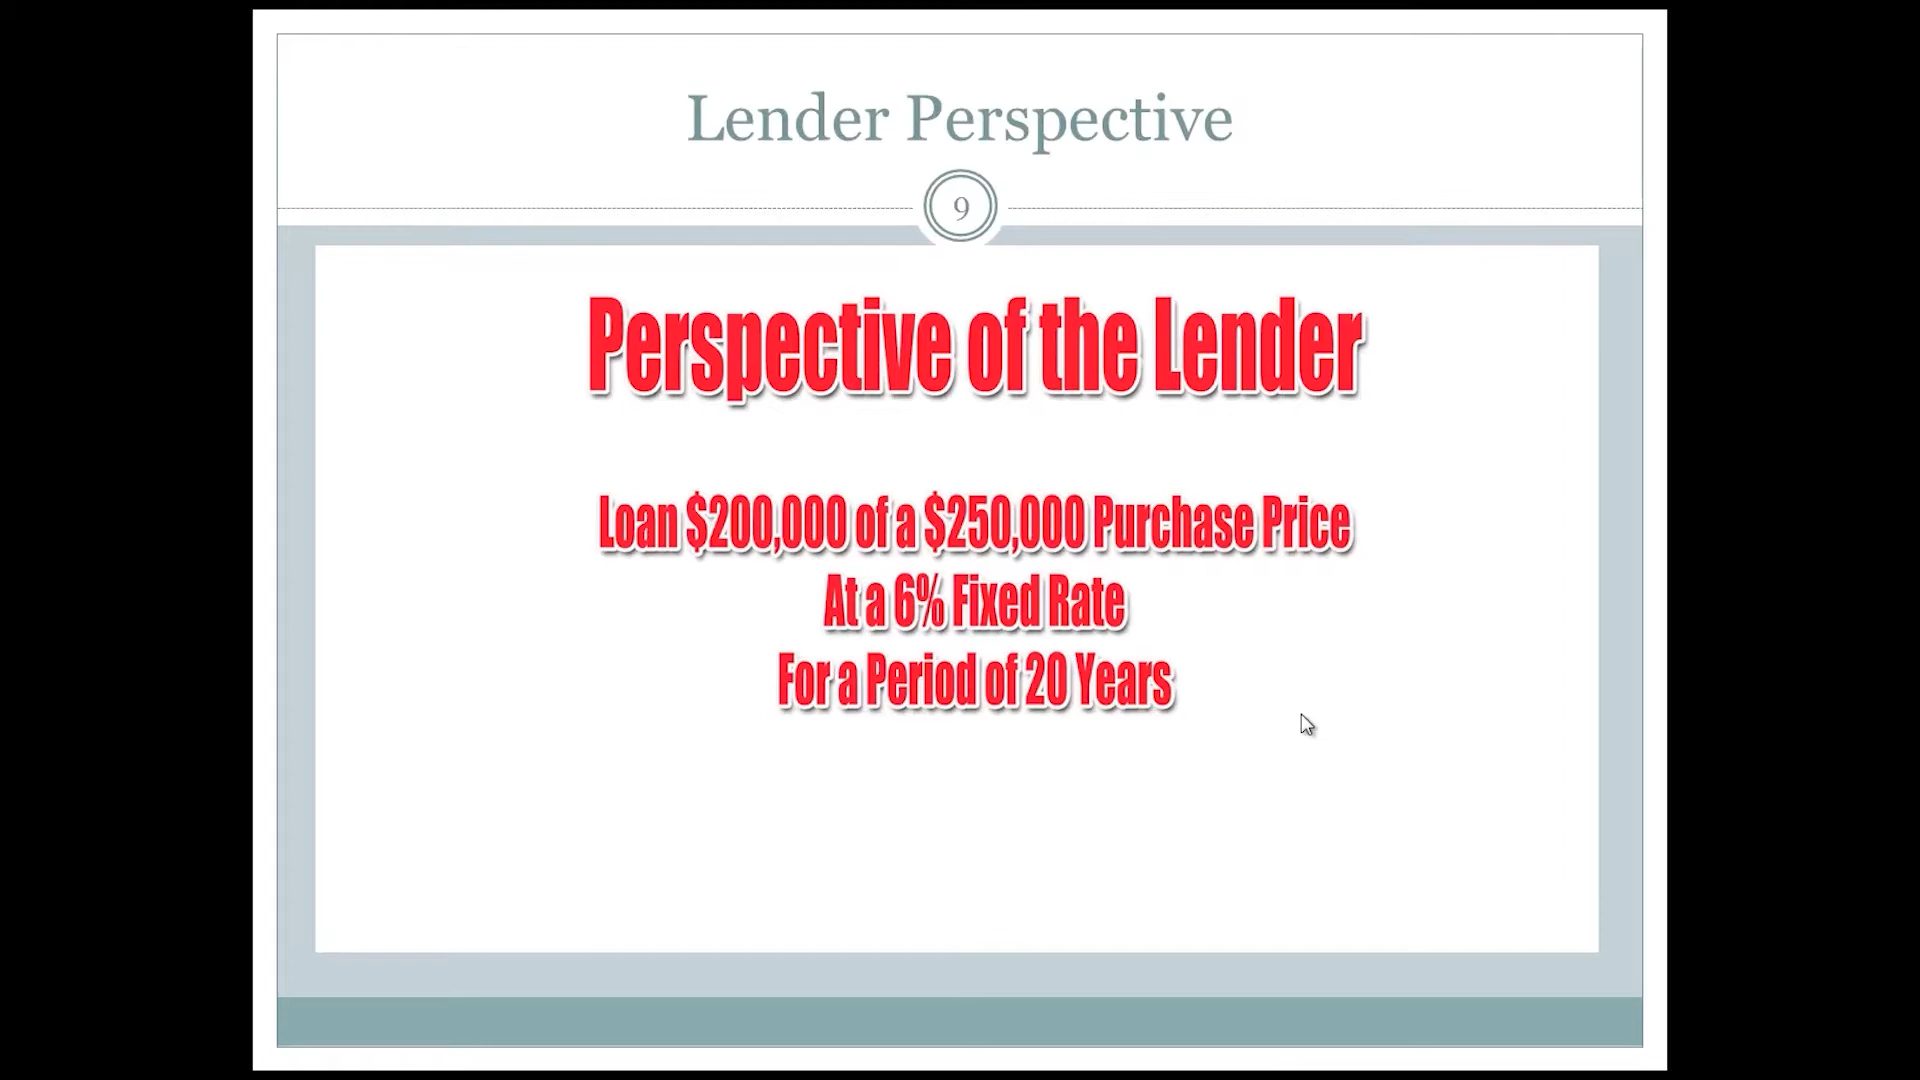 Lender Perspective
9
Perspective of the Lender
Loan $200,000 of a $250,000 Purchase Price
At a 6% Fixed Rate
For a Period of 20 Years